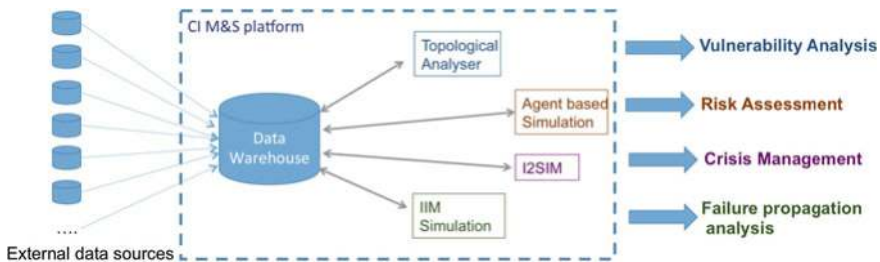 CI M&S platform
Topological
Analyser
Vulnerability Analysis
Agent based
Simulation
Risk Assessment
Data
Warehouse
I2SIM
Crisis Management
IIM
Simulation
Failure propagation
analysis
....
External data sources